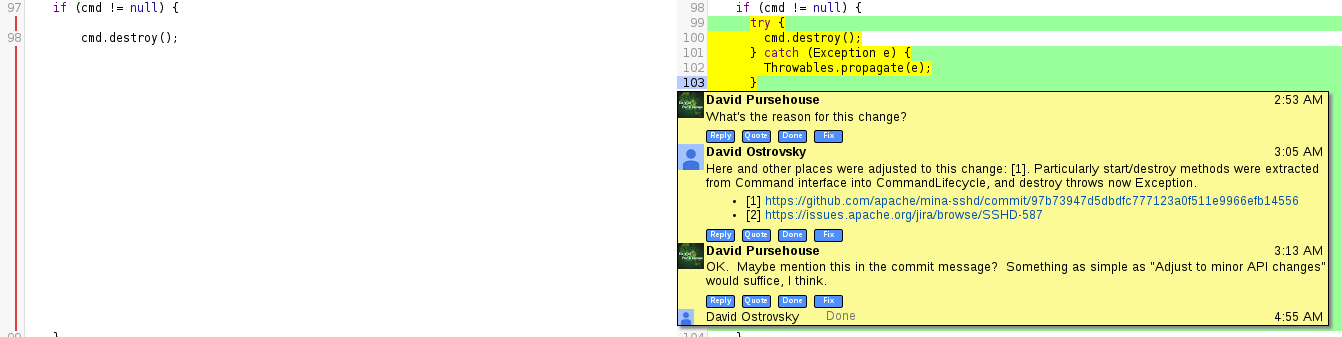 97 if (cmd != null) {
98 cmd.destroy();
99 }
98 if (cmd != null) {
99 try {
100 cmd.destroy();
101 } catch (Exception e) {
102 Throwables.propagate(e);
103 }
David Pursehouse 2:53 AM
What's the reason for this change?
Reply Quote Done Fix
David Ostrovsky 3:05 AM
Here and other places were adjusted to this change: [1]. Particularly start/destroy methods were extracted
from Command interface into CommandLifecycle, and destroy throws now Exception.
• [1] https://github.com/apache/mina-sshd/commit/97b73947d5dbdfc777123a0f511e9966efb14556
• [2] https://issues.apache.org/jira/browse/SSHD-587
Reply Quote Done Fix
David Pursehouse 3:13 AM
OK. Maybe mention this in the commit message? Something as simple as "Adjust to minor API changes"
would suffice, I think.
Reply Quote Done Fix
David Ostrovsky Done 4:55 AM
104 }